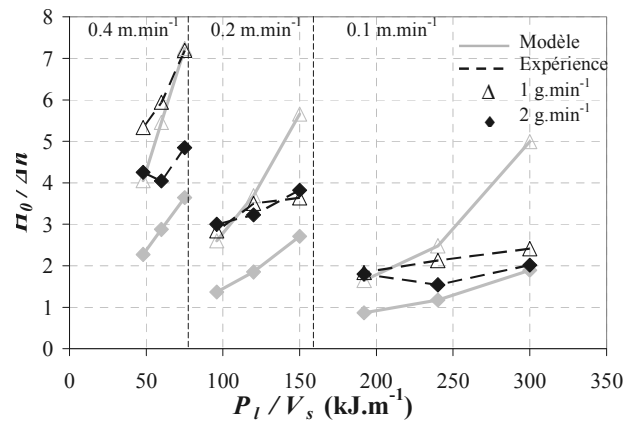 0.4 m.min⁻¹ 0.2 m.min⁻¹ 0.1 m.min⁻¹
Modèle
Expérience
1 g.min⁻¹
2 g.min⁻¹
8
7
6
5
4
3
2
1
0
H₀ / Δh
0 50 100 150 200 250 300 350
P_l / V_s (kJ.m⁻¹)